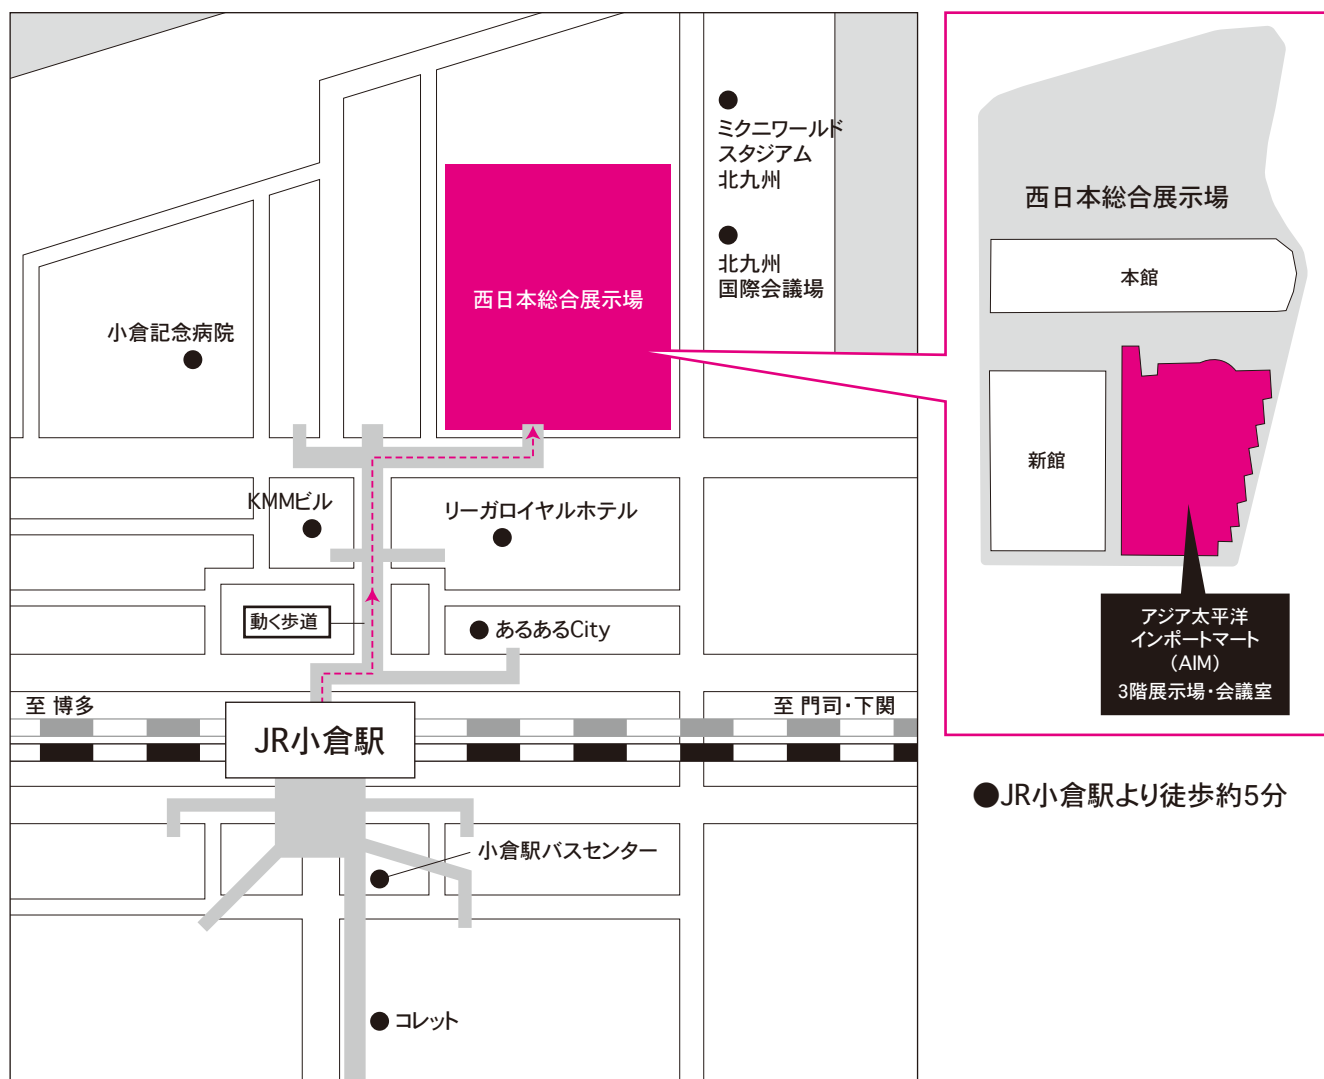 ミクニワールド
スタジアム
北九州
北九州
国際会議場
西日本総合展示場
小倉記念病院
KMMビル
リーガロイヤルホテル
動く歩道
あるあるCity
至 博多
至 門司・下関
JR小倉駅
小倉駅バスセンター
コレット
西日本総合展示場
本館
新館
アジア太平洋
インポートマート
(AIM)
3階展示場・会議室
●JR小倉駅より徒歩約5分